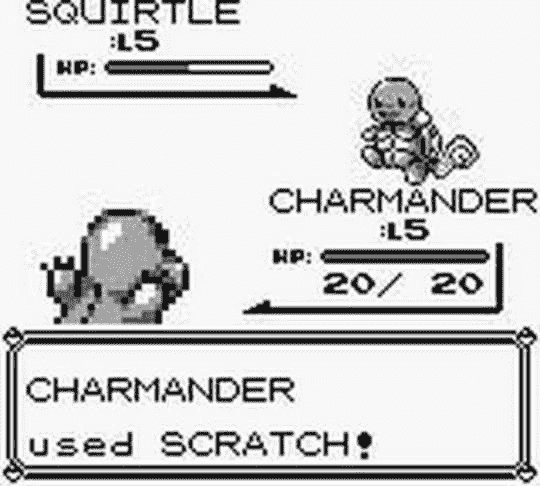 SQUIRTLE
:L5
HP:
CHARMANDER
:L5
HP:
20/ 20
CHARMANDER
used SCRATCH!